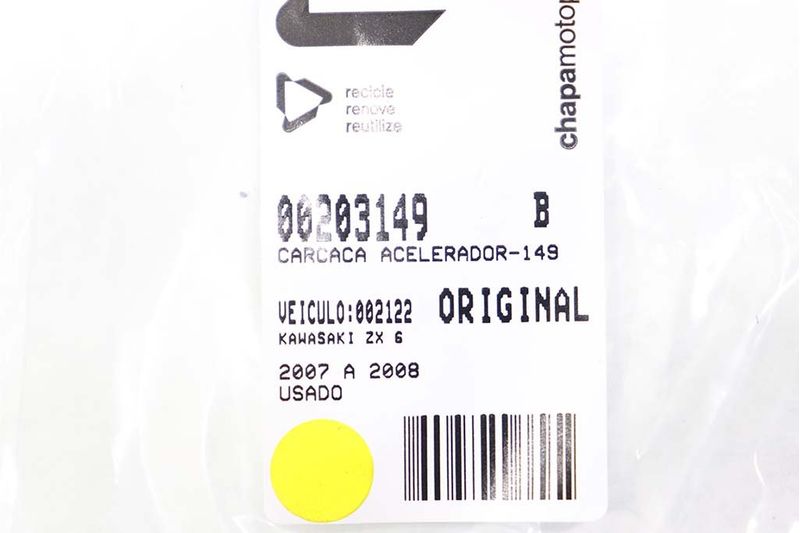 chapamotop
recicle
renove
reutilize
00203149 B
CARCACA ACELERADOR-149
VEICULO:002122 ORIGINAL
KAWASAKI ZX 6
2007 A 2008
USADO